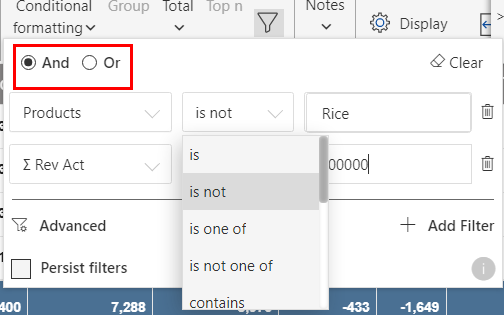 Conditional formatting Group Total Top n Notes Display
And Or Clear
Products is not Rice
Σ Rev Act 00000
is
is not
is one of
is not one of
contains
Advanced + Add Filter
Persist filters
400 7,288 -433 -1,649